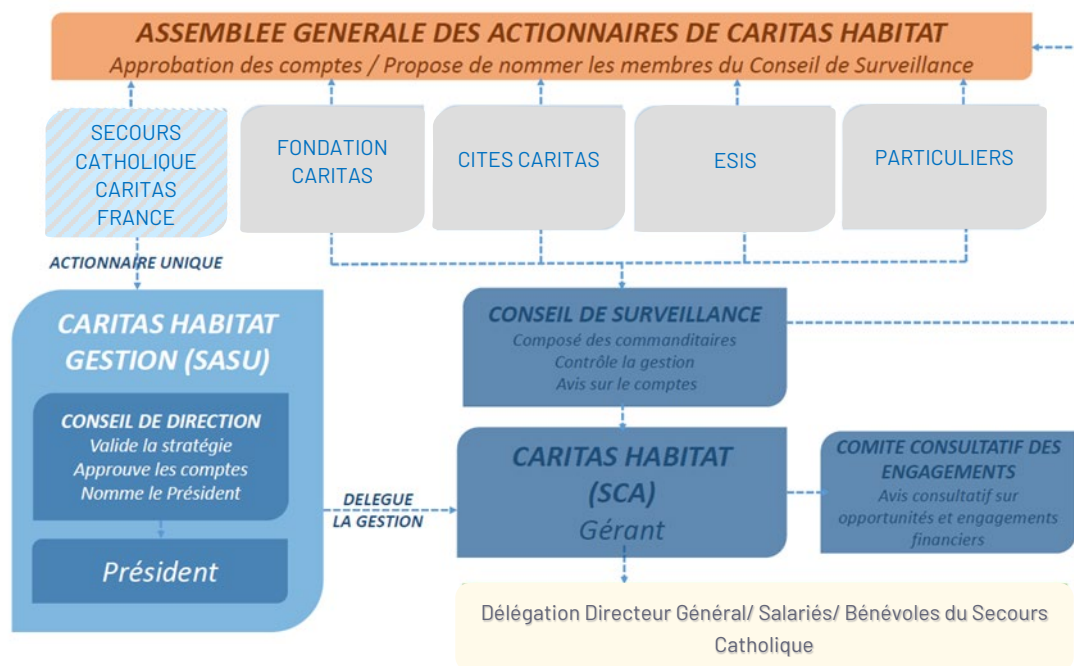 ASSEMBLEE GENERALE DES ACTIONNAIRES DE CARITAS HABITAT
Approbation des comptes / Propose de nommer les membres du Conseil de Surveillance
SECOURS
CATHOLIQUE
CARITAS
FRANCE
FONDATION
CARITAS
CITES CARITAS
ESIS
PARTICULIERS
ACTIONNAIRE UNIQUE
CARITAS HABITAT
GESTION (SASU)
CONSEIL DE DIRECTION
Valide la stratégie
Approuve les comptes
Nomme le Président
Président
DELEGUE
LA GESTION
CONSEIL DE SURVEILLANCE
Composé des commanditaires
Contrôle la gestion
Avis sur le comptes
CARITAS HABITAT
(SCA)
Gérant
COMITE CONSULTATIF DES
ENGAGEMENTS
Avis consultatif sur
opportunités et engagements
financiers
Délégation Directeur Général/ Salariés/ Bénévoles du Secours
Catholique